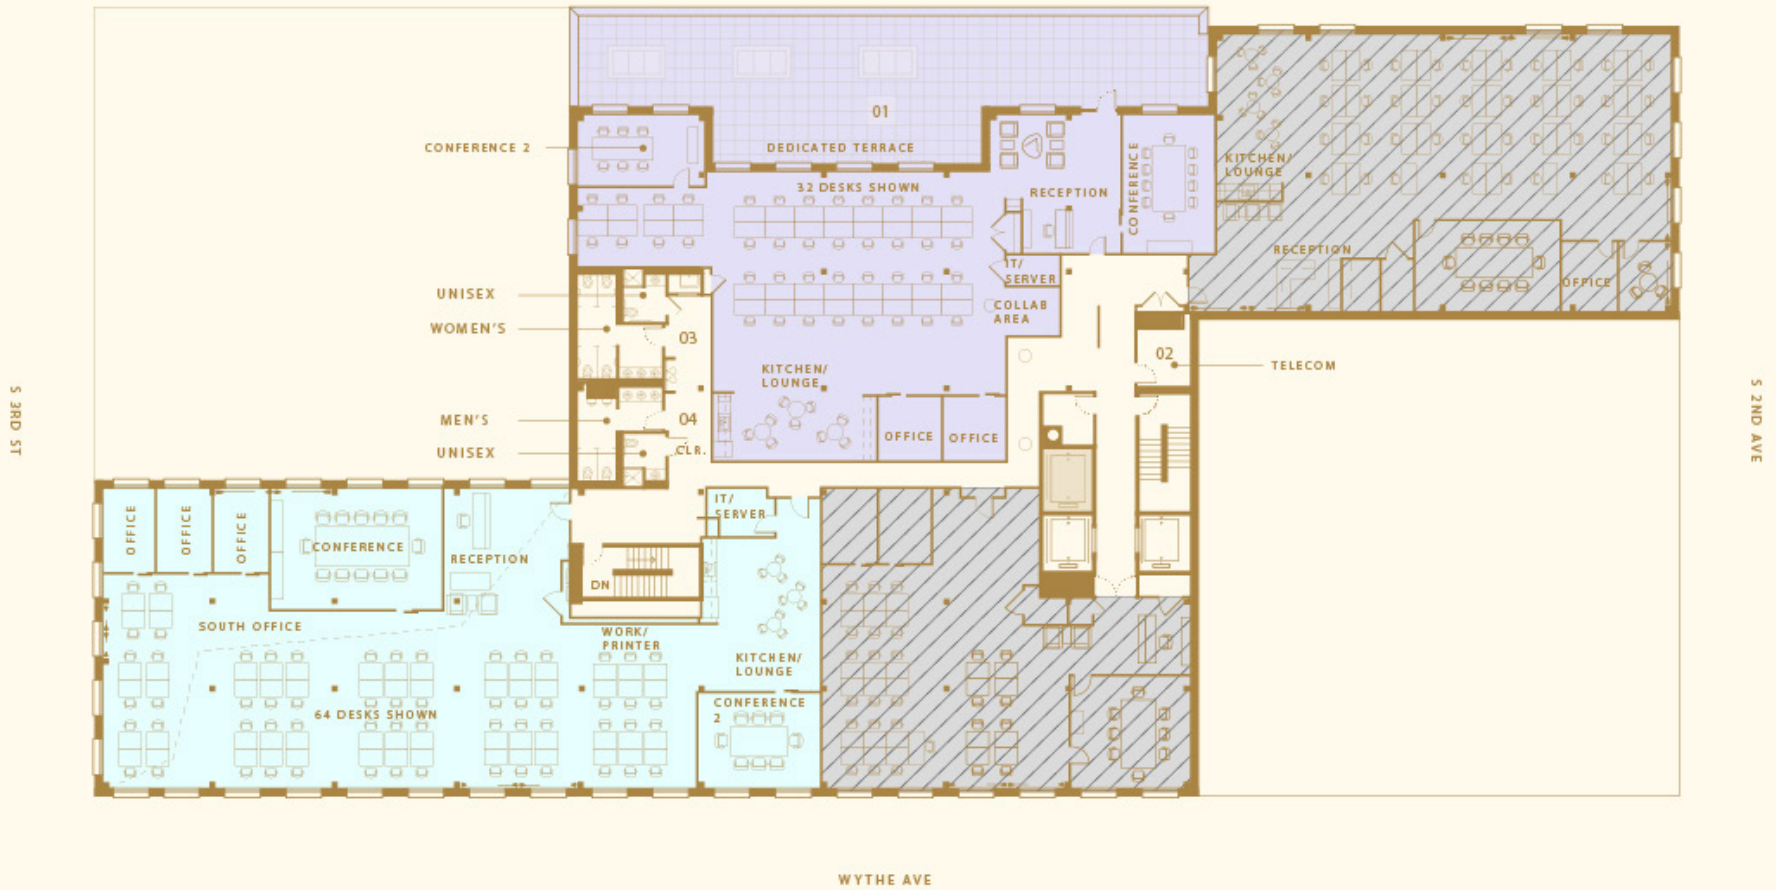 01
CONFERENCE 2
DEDICATED TERRACE
32 DESKS SHOWN
RECEPTION
CONFERENCE
KITCHEN/
LOUNGE
RECEPTION
OFFICE
IT/
SERVER
COLLAB
AREA
UNISEX
WOMEN'S
03
02
TELECOM
KITCHEN/
LOUNGE
MEN'S
04
OFFICE
OFFICE
UNISEX
CLR.
S 3RD ST
S 2ND AVE
OFFICE
OFFICE
OFFICE
CONFERENCE
RECEPTION
IT/
SERVER
DN
SOUTH OFFICE
WORK/
PRINTER
KITCHEN/
LOUNGE
64 DESKS SHOWN
CONFERENCE
2
WYTHE AVE